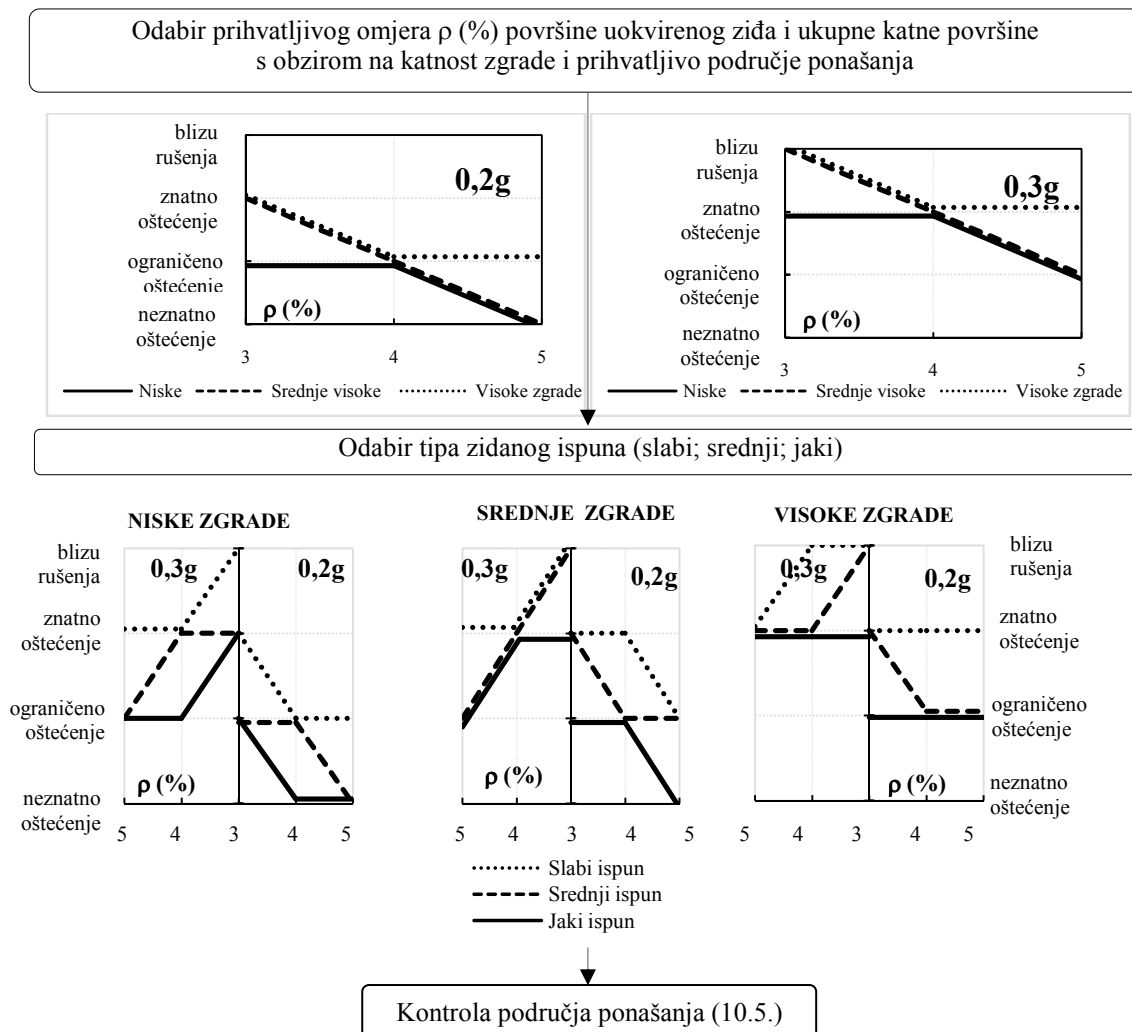 Odabir prihvatljivog omjera ρ (%) površine uokvirenog ziđa i ukupne katne površine
s obzirom na katnost zgrade i prihvatljivo područje ponašanja
blizu
rušenja
znatno
oštećenje
ograničeno
oštećenje
neznatno
oštećenje
0,2g
ρ (%)
3 4 5
Niske Srednje visoke Visoke zgrade
blizu
rušenja
znatno
oštećenje
ograničeno
oštećenje
neznatno
oštećenje
0,3g
ρ (%)
3 4 5
Niske Srednje visoke Visoke zgrade
Odabir tipa zidanog ispuna (slabi; srednji; jaki)
NISKE ZGRADE
blizu
rušenja
znatno
oštećenje
ograničeno
oštećenje
neznatno
oštećenje
0,3g 0,2g
ρ (%)
5 4 3 4 5
SREDNJE ZGRADE
0,3g 0,2g
ρ (%)
5 4 3 4 5
VISOKE ZGRADE
0,3g 0,2g
ρ (%)
5 4 3 4 5
blizu
rušenja
znatno
oštećenje
ograničeno
oštećenje
neznatno
oštećenje
Slabi ispun
Srednji ispun
Jaki ispun
Kontrola područja ponašanja (10.5.)